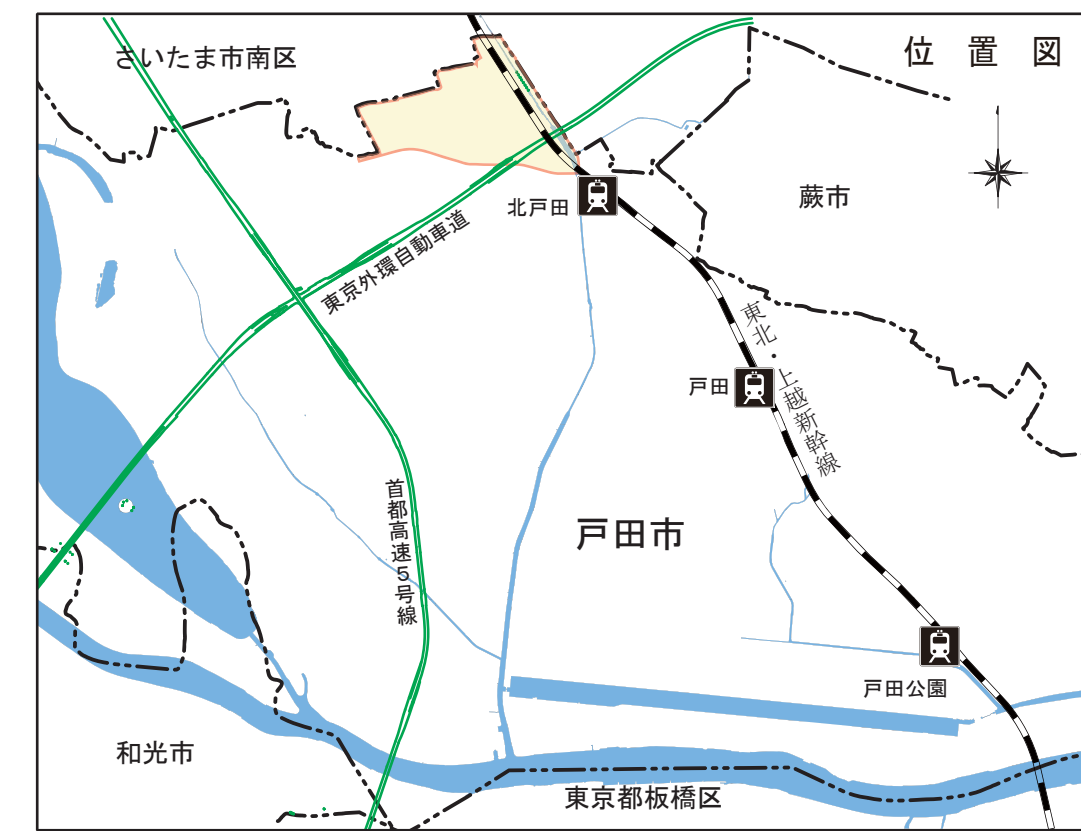 さいたま市南区
位置図
蕨市
北戸田
東京外環自動車道
東北・上越新幹線
戸田
首都高速5号線
戸田市
戸田公園
和光市
東京都板橋区